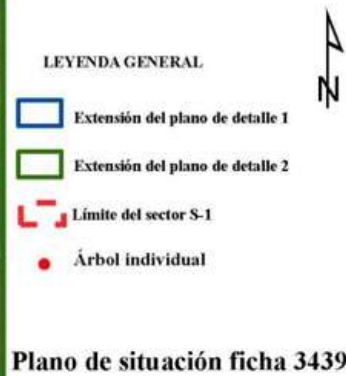 N
LEYENDA GENERAL
Extensión del plano de detalle 1
Extensión del plano de detalle 2
Límite del sector S-1
Árbol individual
Plano de situación ficha 3439